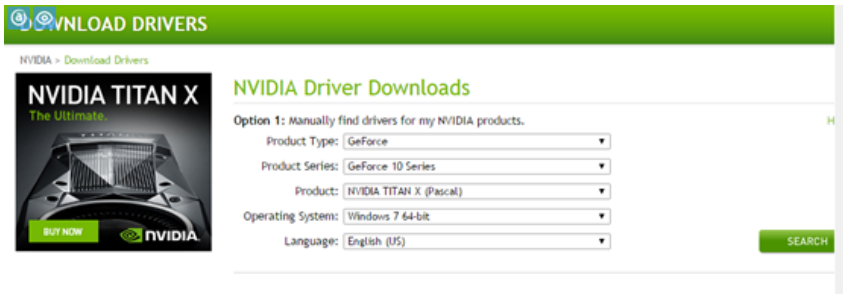 DOWNLOAD DRIVERS
NVIDIA > Download Drivers
NVIDIA TITAN X
The Ultimate.
BUY NOW
NVIDIA.
NVIDIA Driver Downloads
Option 1: Manually find drivers for my NVIDIA products.
Product Type: GeForce
Product Series: GeForce 10 Series
Product: NVIDIA TITAN X (Pascal)
Operating System: Windows 7 64-bit
Language: English (US)
SEARCH